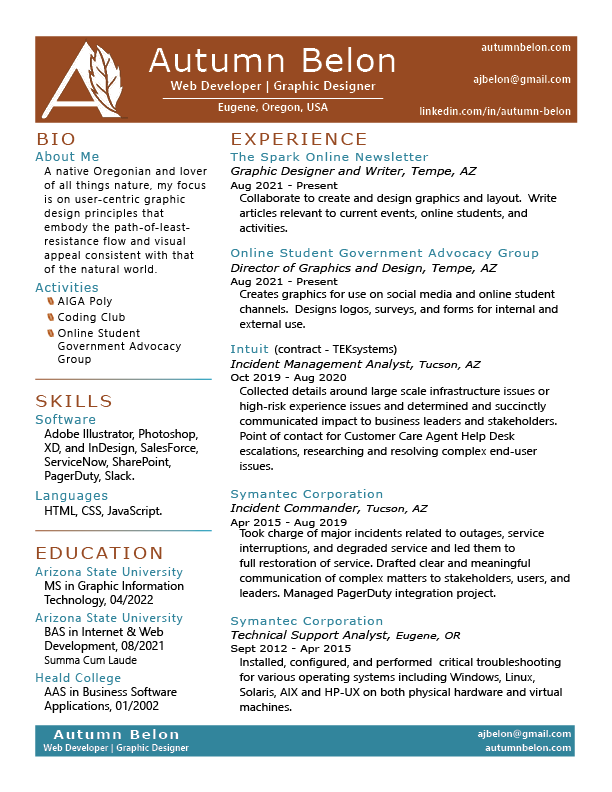 Autumn Belon
Web Developer | Graphic Designer
Eugene, Oregon, USA
autumnbelon.com
ajbelon@gmail.com
linkedin.com/in/autumn-belon
BIO
About Me
A native Oregonian and lover
of all things nature, my focus
is on user-centric graphic
design principles that
embody the path-of-least-
resistance flow and visual
appeal consistent with that
of the natural world.
Activities
AIGA Poly
Coding Club
Online Student
Government Advocacy
Group
SKILLS
Software
Adobe Illustrator, Photoshop,
XD, and InDesign, SalesForce,
ServiceNow, SharePoint,
PagerDuty, Slack.
Languages
HTML, CSS, JavaScript.
EDUCATION
Arizona State University
MS in Graphic Information
Technology, 04/2022
Arizona State University
BAS in Internet & Web
Development, 08/2021
Summa Cum Laude
Heald College
AAS in Business Software
Applications, 01/2002
EXPERIENCE
The Spark Online Newsletter
Graphic Designer and Writer, Tempe, AZ
Aug 2021 - Present
Collaborate to create and design graphics and layout. Write
articles relevant to current events, online students, and
activities.
Online Student Government Advocacy Group
Director of Graphics and Design, Tempe, AZ
Aug 2021 - Present
Creates graphics for use on social media and online student
channels. Designs logos, surveys, and forms for internal and
external use.
Intuit (contract - TEKsystems)
Incident Management Analyst, Tucson, AZ
Oct 2019 - Aug 2020
Collected details around large scale infrastructure issues or
high-risk experience issues and determined and succinctly
communicated impact to business leaders and stakeholders.
Point of contact for Customer Care Agent Help Desk
escalations, researching and resolving complex end-user
issues.
Symantec Corporation
Incident Commander, Tucson, AZ
Apr 2015 - Aug 2019
Took charge of major incidents related to outages, service
interruptions, and degraded service and led them to
full restoration of service. Drafted clear and meaningful
communication of complex matters to stakeholders, users, and
leaders. Managed PagerDuty integration project.
Symantec Corporation
Technical Support Analyst, Eugene, OR
Sept 2012 - Apr 2015
Installed, configured, and performed critical troubleshooting
for various operating systems including Windows, Linux,
Solaris, AIX and HP-UX on both physical hardware and virtual
machines.
Autumn Belon
Web Developer | Graphic Designer
ajbelon@gmail.com
autumnbelon.com